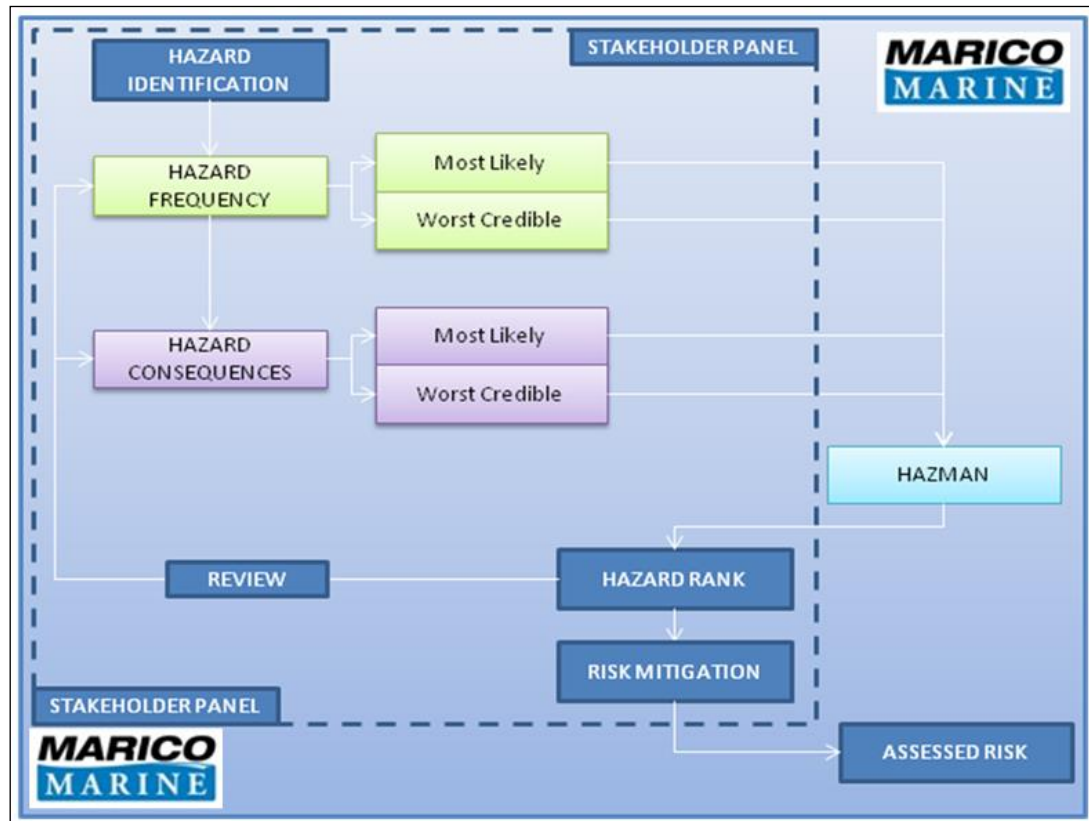 STAKEHOLDER PANEL
MARICO
MARINE
HAZARD
IDENTIFICATION
HAZARD
FREQUENCY
Most Likely
Worst Credible
HAZARD
CONSEQUENCES
Most Likely
Worst Credible
HAZMAN
REVIEW
HAZARD RANK
RISK MITIGATION
STAKEHOLDER PANEL
MARICO
MARINE
ASSESSED RISK